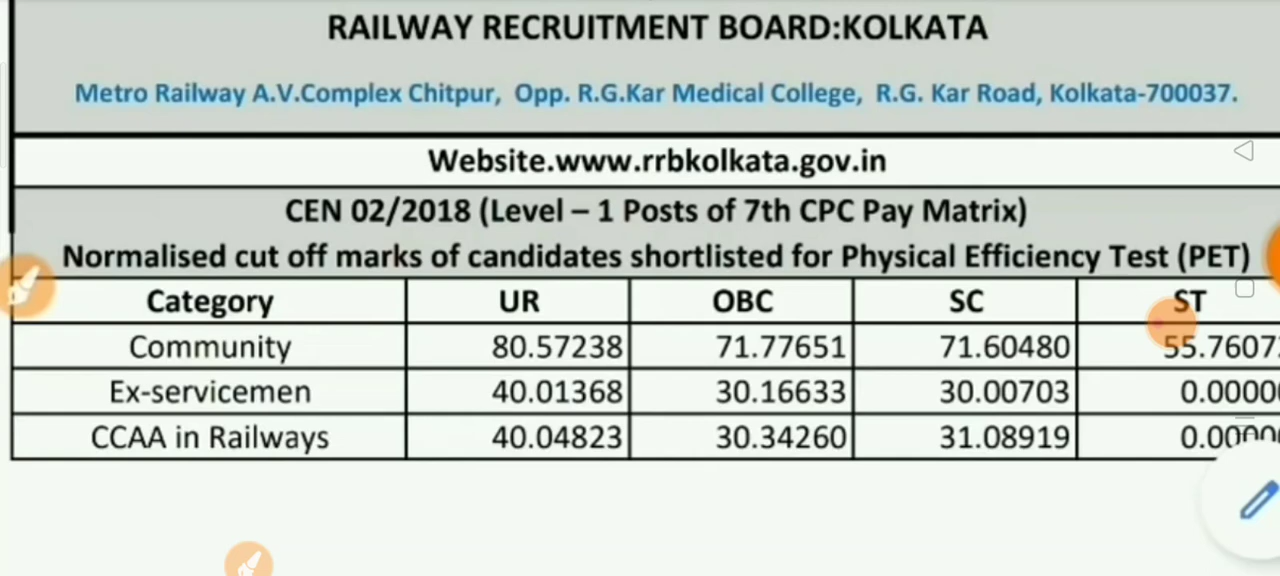 RAILWAY RECRUITMENT BOARD:KOLKATA
Metro Railway A.V.Complex Chitpur, Opp. R.G.Kar Medical College, R.G. Kar Road, Kolkata-700037.
Website.www.rrbkolkata.gov.in
CEN 02/2018 (Level – 1 Posts of 7th CPC Pay Matrix)
Normalised cut off marks of candidates shortlisted for Physical Efficiency Test (PET)
Category UR OBC SC ST
Community 80.57238 71.77651 71.60480
Ex-servicemen 40.01368 30.16633 30.00703
CCAA in Railways 40.04823 30.34260 31.08919